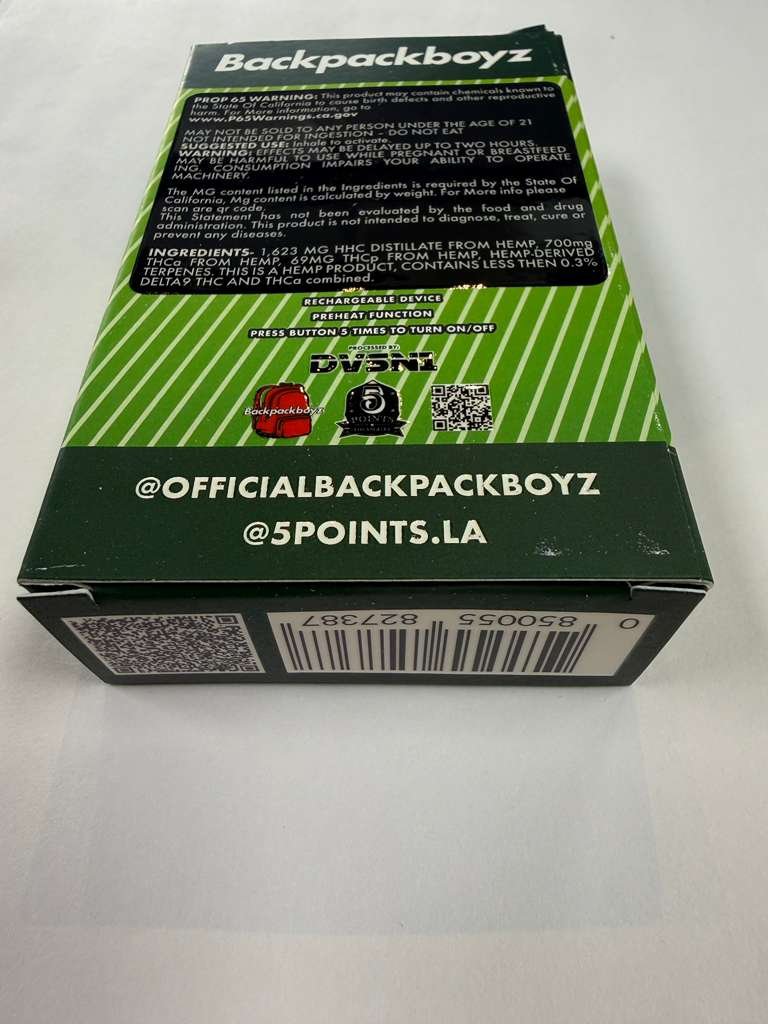 Backpackboyz
PROP 65 WARNING: This product may contain chemicals known to
the State Of California to cause birth defects and other reproductive
harm. For More information, go to
www.P65Warnings.ca.gov
MAY NOT BE SOLD TO ANY PERSON UNDER THE AGE OF 21
NOT INTENDED FOR INGESTION - DO NOT EAT
SUGGESTED USE: Inhale to activate.
WARNING: EFFECTS MAY BE DELAYED UP TO TWO HOURS.
MAY BE HARMFUL TO USE WHILE PREGNANT OR BREASTFEED
ING. CONSUMPTION IMPAIRS YOUR ABILITY TO OPERATE
MACHINERY.
The MG content listed in the Ingredients is required by the State Of
California, Mg content is calculated by weight. For More info please
scan are qr code.
This Statement has not been evaluated by the food and drug
administration. This product is not intended to diagnose, treat, cure or
prevent any diseases.
INGREDIENTS- 1,623 MG HHC DISTILLATE FROM HEMP, 700mg
THCa FROM HEMP, 69MG THCp FROM HEMP, HEMP-DERIVED
TERPENES. THIS IS A HEMP PRODUCT, CONTAINS LESS THEN 0.3%
DELTA9 THC AND THCa combined.
RECHARGEABLE DEVICE
PREHEAT FUNCTION
PRESS BUTTON 5 TIMES TO TURN ON/OFF
PROCESSED BY:
DVSN1
Backpackboyz
5
POINTS
@OFFICIALBACKPACKBOYZ
@5POINTS.LA
0 850055 827387